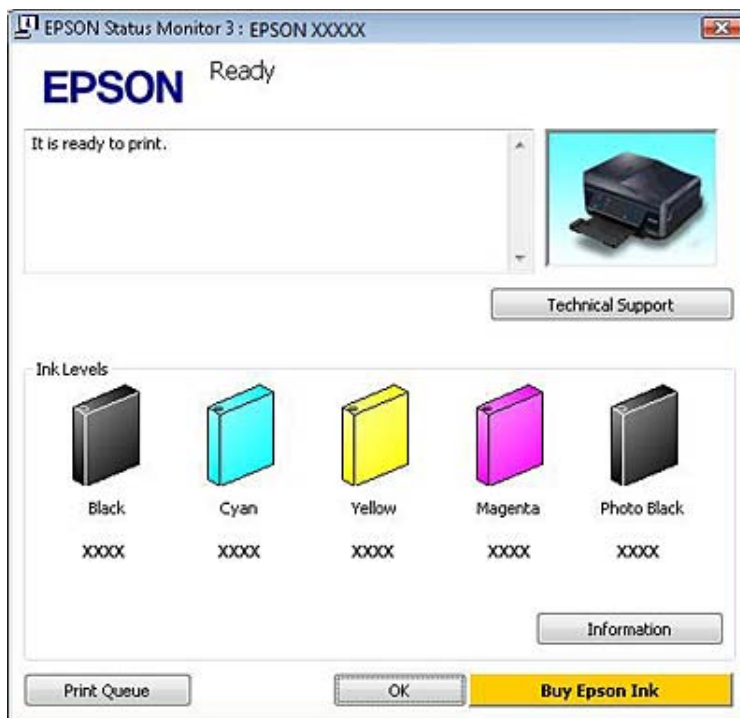 EPSON Status Monitor 3 : EPSON XXXXX
EPSON
Ready
It is ready to print.
Technical Support
Ink Levels
Black Cyan Yellow Magenta Photo Black
XXXX XXXX XXXX XXXX XXXX
Information
Print Queue OK Buy Epson Ink